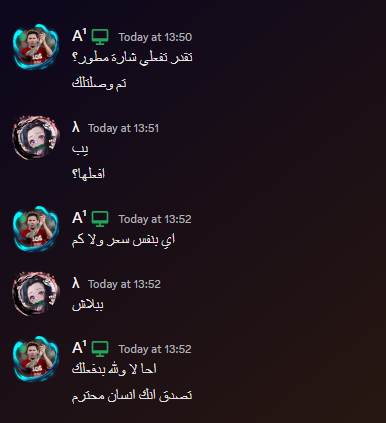 A¹ Today at 13:50
تقدر تفعلي شارة مطور؟
تم وصلتلك
λ Today at 13:51
يب
افعلها؟
A¹ Today at 13:52
اي بنفس سعر ولا كم
λ Today at 13:52
ببلاش
A¹ Today at 13:52
احا لا ولله بدفعلك
تصدق انك انسان محترم